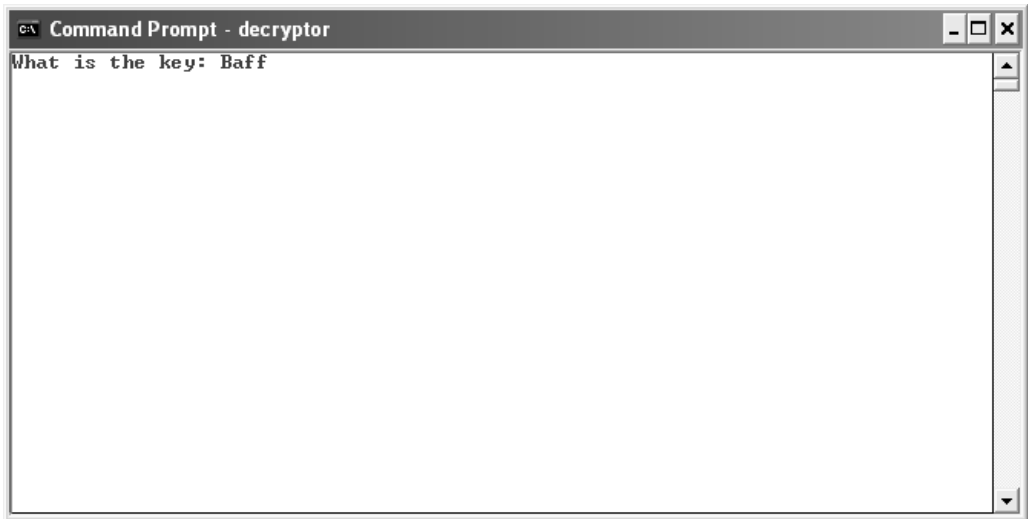 Command Prompt - decryptor
What is the key: Baff